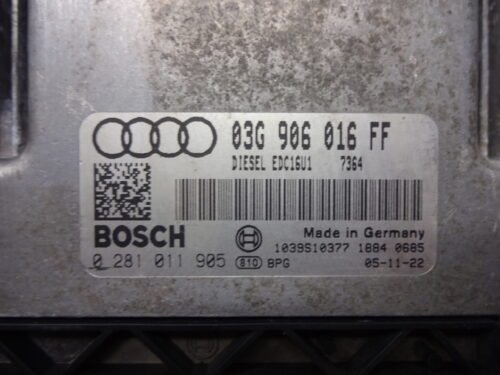 03G 906 016 FF
DIESEL EDC16U1 7364
BOSCH
Made in Germany
1039S10377 1884 0685
0 281 011 905 810 BPG 05-11-22